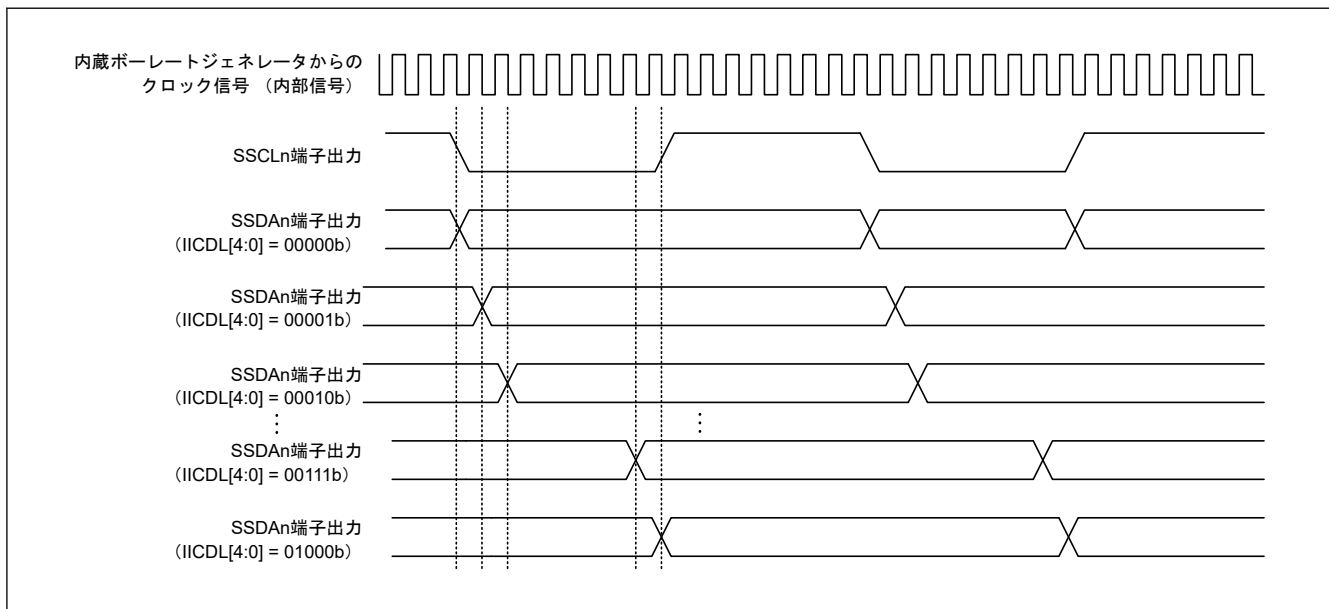 内蔵ボーレートジェネレータからの
クロック信号 （内部信号）
SSCLn端子出力
SSDAn端子出力
（IICDL[4:0] = 00000b）
SSDAn端子出力
（IICDL[4:0] = 00001b）
SSDAn端子出力
（IICDL[4:0] = 00010b）
SSDAn端子出力
（IICDL[4:0] = 00111b）
SSDAn端子出力
（IICDL[4:0] = 01000b）